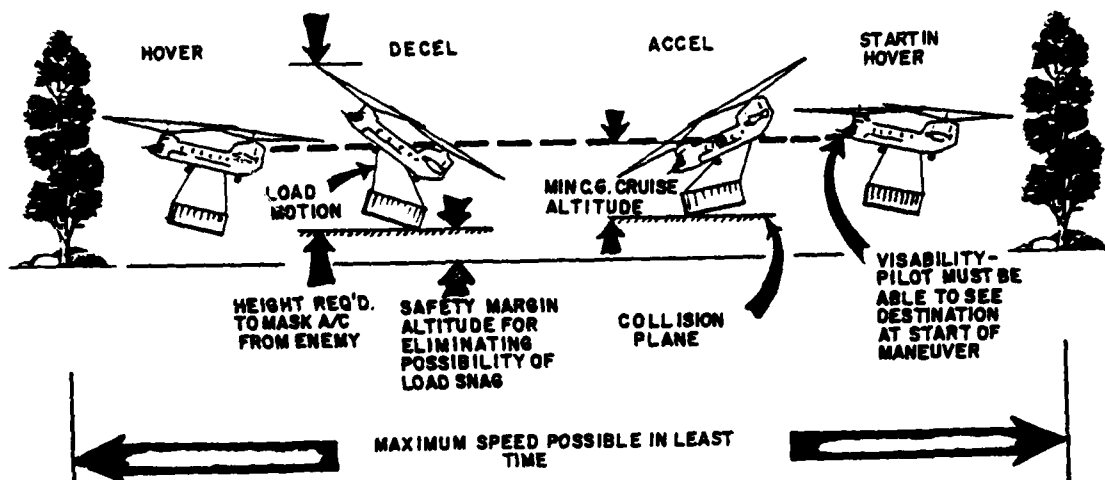 HOVER
DECEL
ACCEL
START IN
HOVER
LOAD
MOTION
MIN C.G. CRUISE
ALTITUDE
HEIGHT REQ'D.
TO MASK A/C
FROM ENEMY
SAFETY MARGIN
ALTITUDE FOR
ELIMINATING
POSSIBILITY OF
LOAD SNAG
COLLISION
PLANE
VISABILITY-
PILOT MUST BE
ABLE TO SEE
DESTINATION
AT START OF
MANEUVER
MAXIMUM SPEED POSSIBLE IN LEAST
TIME